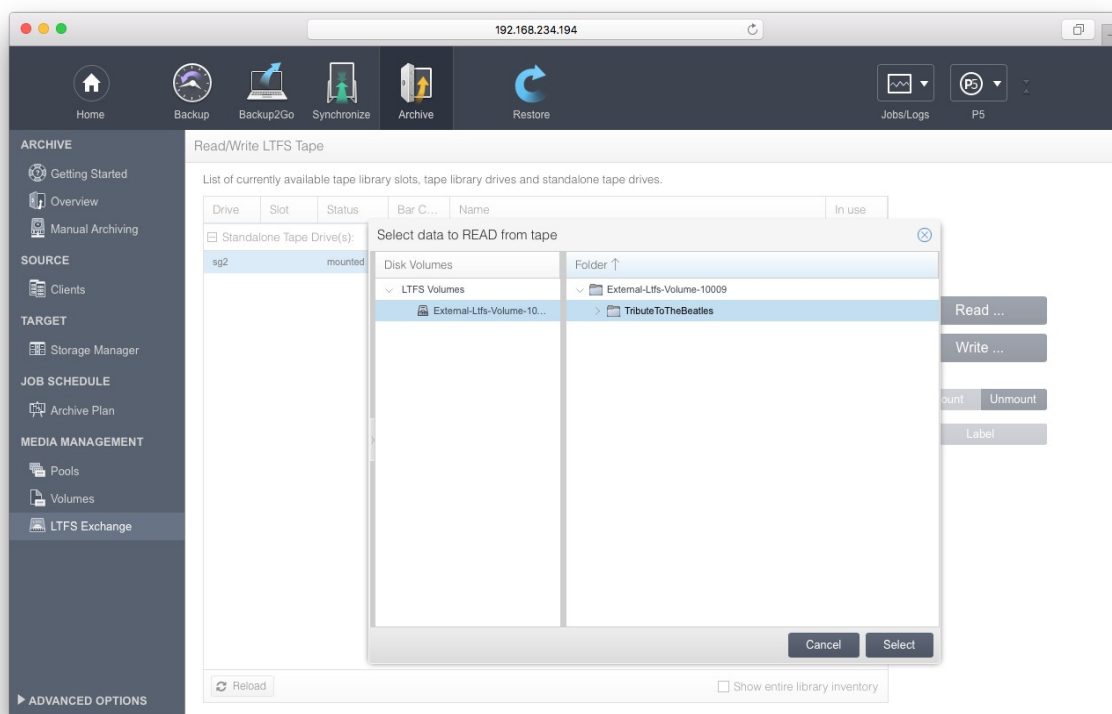 192.168.234.194
Home
Backup
Backup2Go
Synchronize
Archive
Restore
Jobs/Logs
P5
P5
ARCHIVE
Getting Started
Overview
Manual Archiving
SOURCE
Clients
TARGET
Storage Manager
JOB SCHEDULE
Archive Plan
MEDIA MANAGEMENT
Pools
Volumes
LTFS Exchange
ADVANCED OPTIONS
Read/Write LTFS Tape
List of currently available tape library slots, tape library drives and standalone tape drives.
Drive Slot Status Bar C... Name In use
Standalone Tape Drive(s):
sg2 mounted
Select data to READ from tape
Disk Volumes
LTFS Volumes
External-Ltfs-Volume-10...
Folder ↑
External-Ltfs-Volume-10009
TributeToTheBeatles
Cancel Select
Read ...
Write ...
ount Unmount
Label
Reload
Show entire library inventory